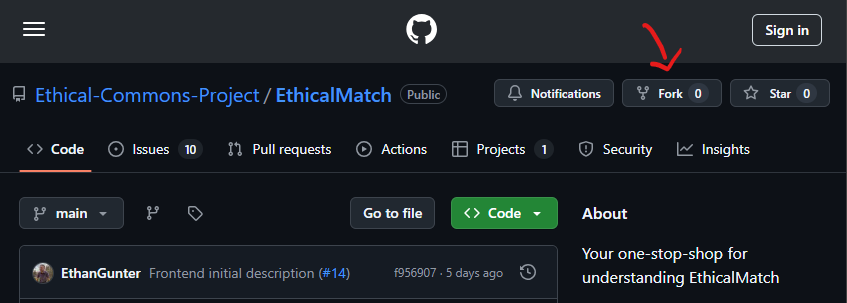 Sign in
Ethical-Commons-Project / EthicalMatch Public Notifications Fork 0 Star 0
Code Issues 10 Pull requests Actions Projects 1 Security Insights
main Go to file Code About
Your one-stop-shop for
understanding EthicalMatch
EthanGunter Frontend initial description (#14) f956907 · 5 days ago